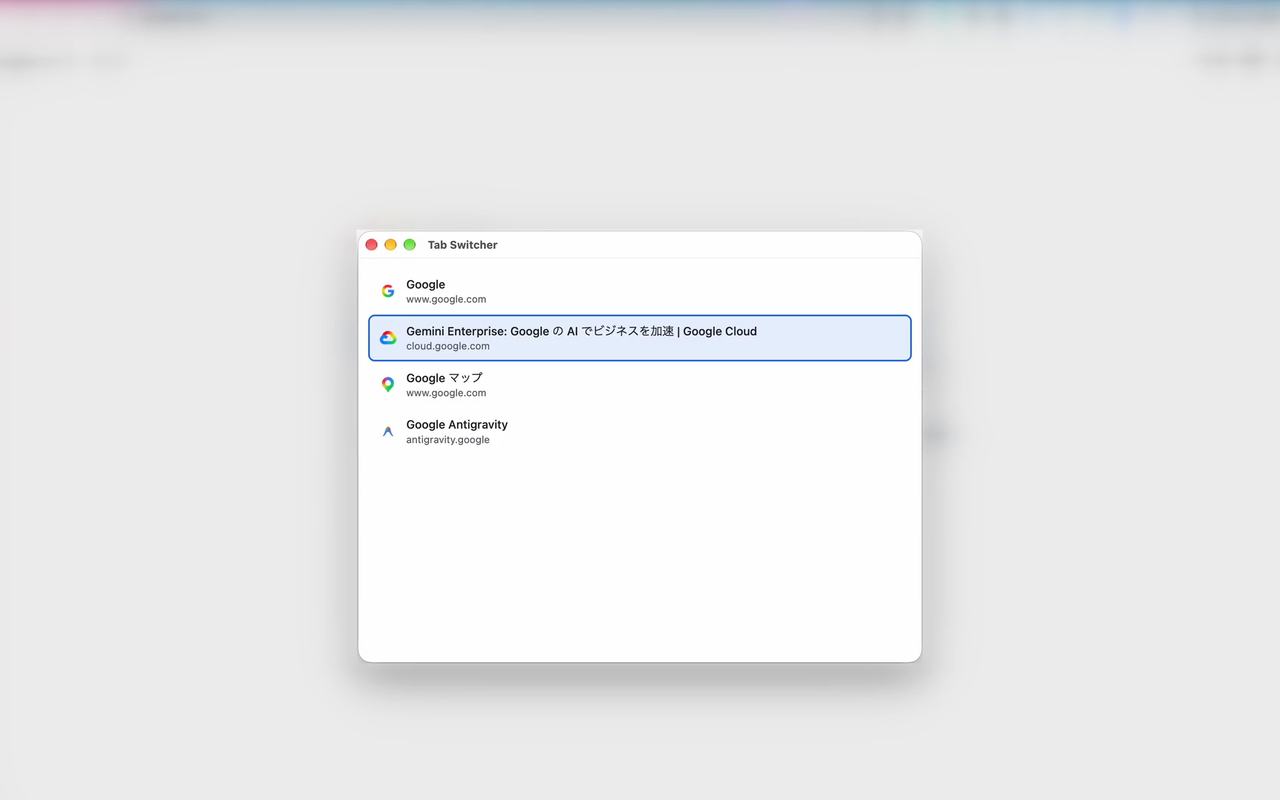 Tab Switcher
Google
www.google.com
Gemini Enterprise: Google の AI でビジネスを加速 | Google Cloud
cloud.google.com
Google マップ
www.google.com
Google Antigravity
antigravity.google